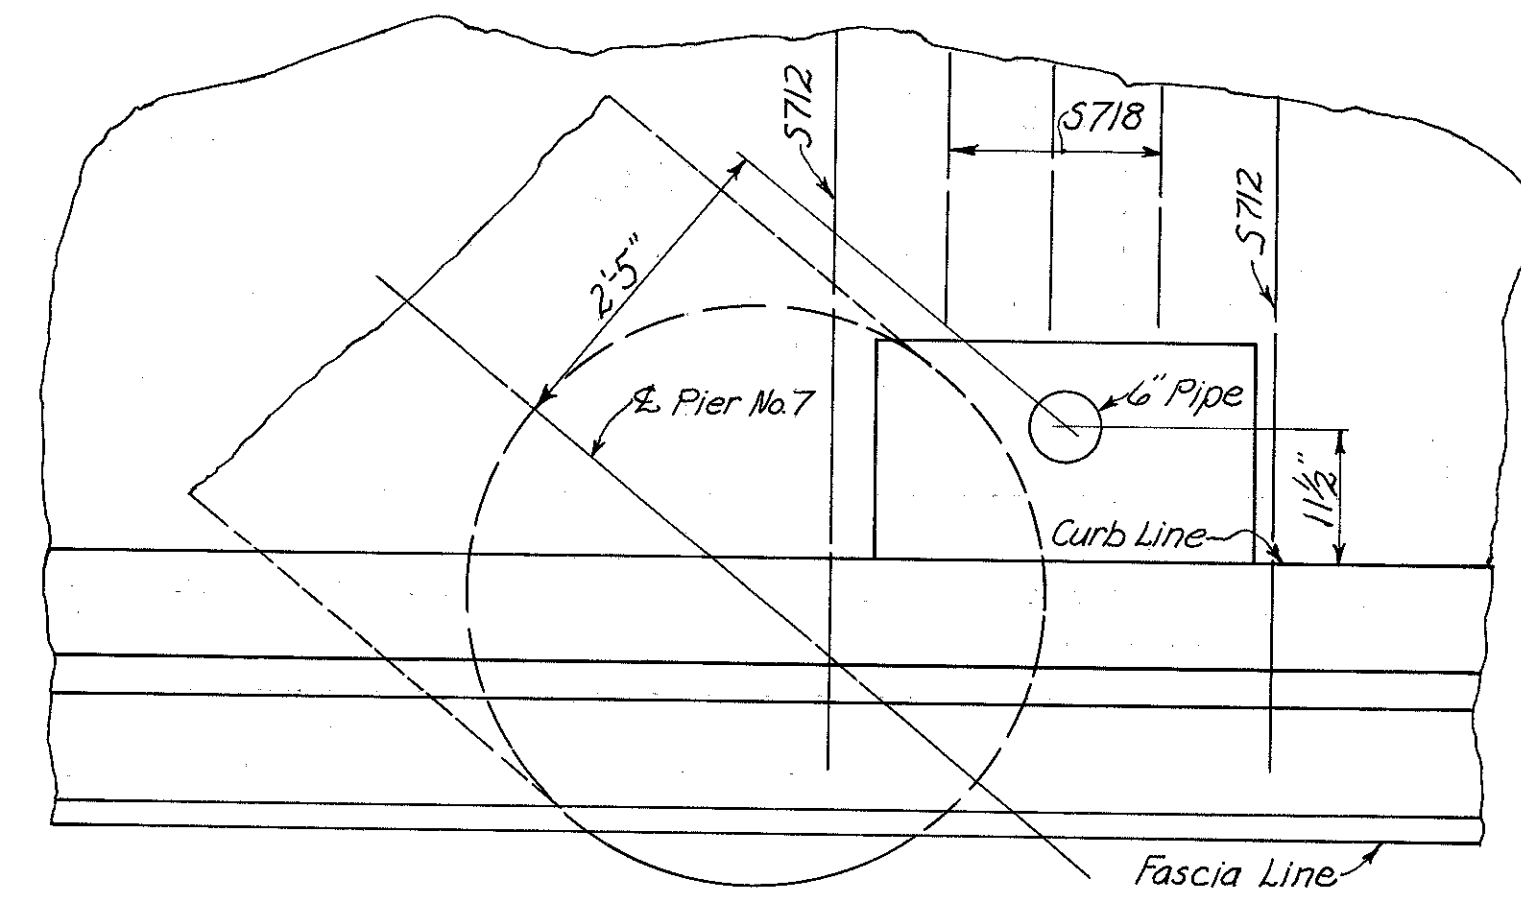 S712
S718
S712
2'-5"
℄ Pier No. 7
6" Pipe
11½"
Curb Line
Fascia Line